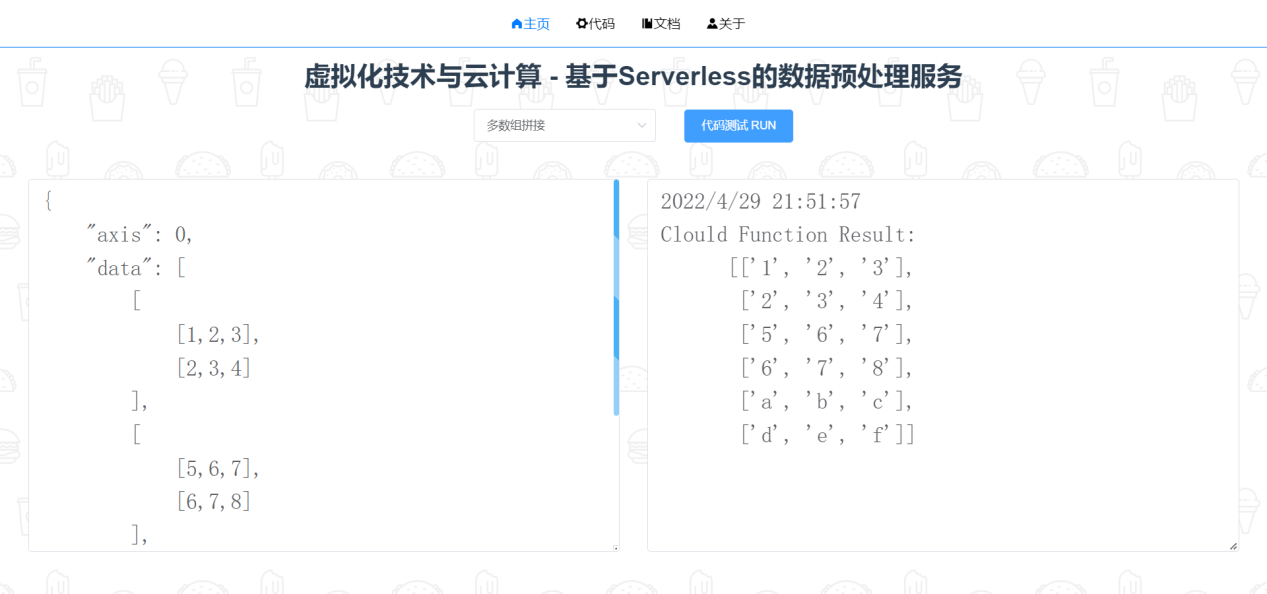 主页 代码 文档 关于
虚拟化技术与云计算 - 基于Serverless的数据预处理服务
多数组拼接 代码测试 RUN
{
"axis": 0,
"data": [
[
[1,2,3],
[2,3,4]
],
[
[5,6,7],
[6,7,8]
],
2022/4/29 21:51:57
Clould Function Result:
[['1', '2', '3'],
['2', '3', '4'],
['5', '6', '7'],
['6', '7', '8'],
['a', 'b', 'c'],
['d', 'e', 'f']]